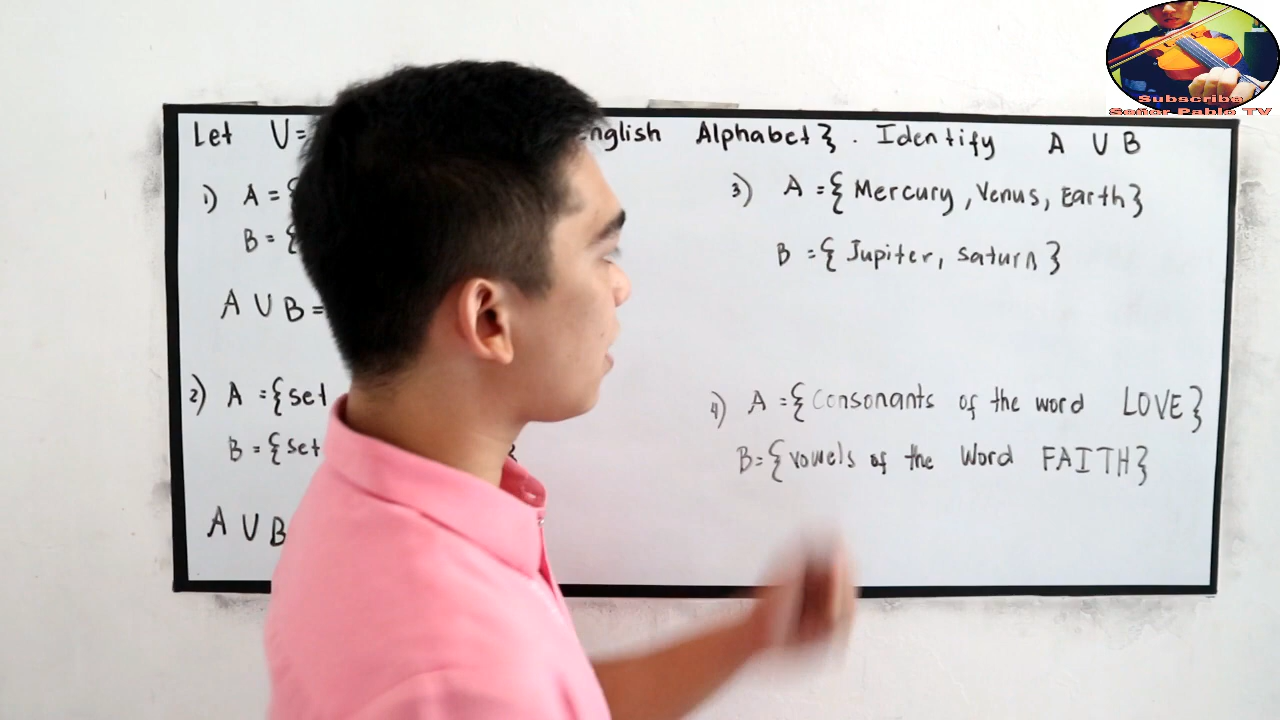 Subscribe
Señor Pablo TV
Let U= English Alphabet}. Identify A U B
1) A = {
B = {
A U B =
2) A = {set
B = {set }
A U B
3) A = {Mercury, Venus, Earth}
B = {Jupiter, Saturn}
4) A = {Consonants of the word LOVE}
B = {vowels of the Word FAITH}